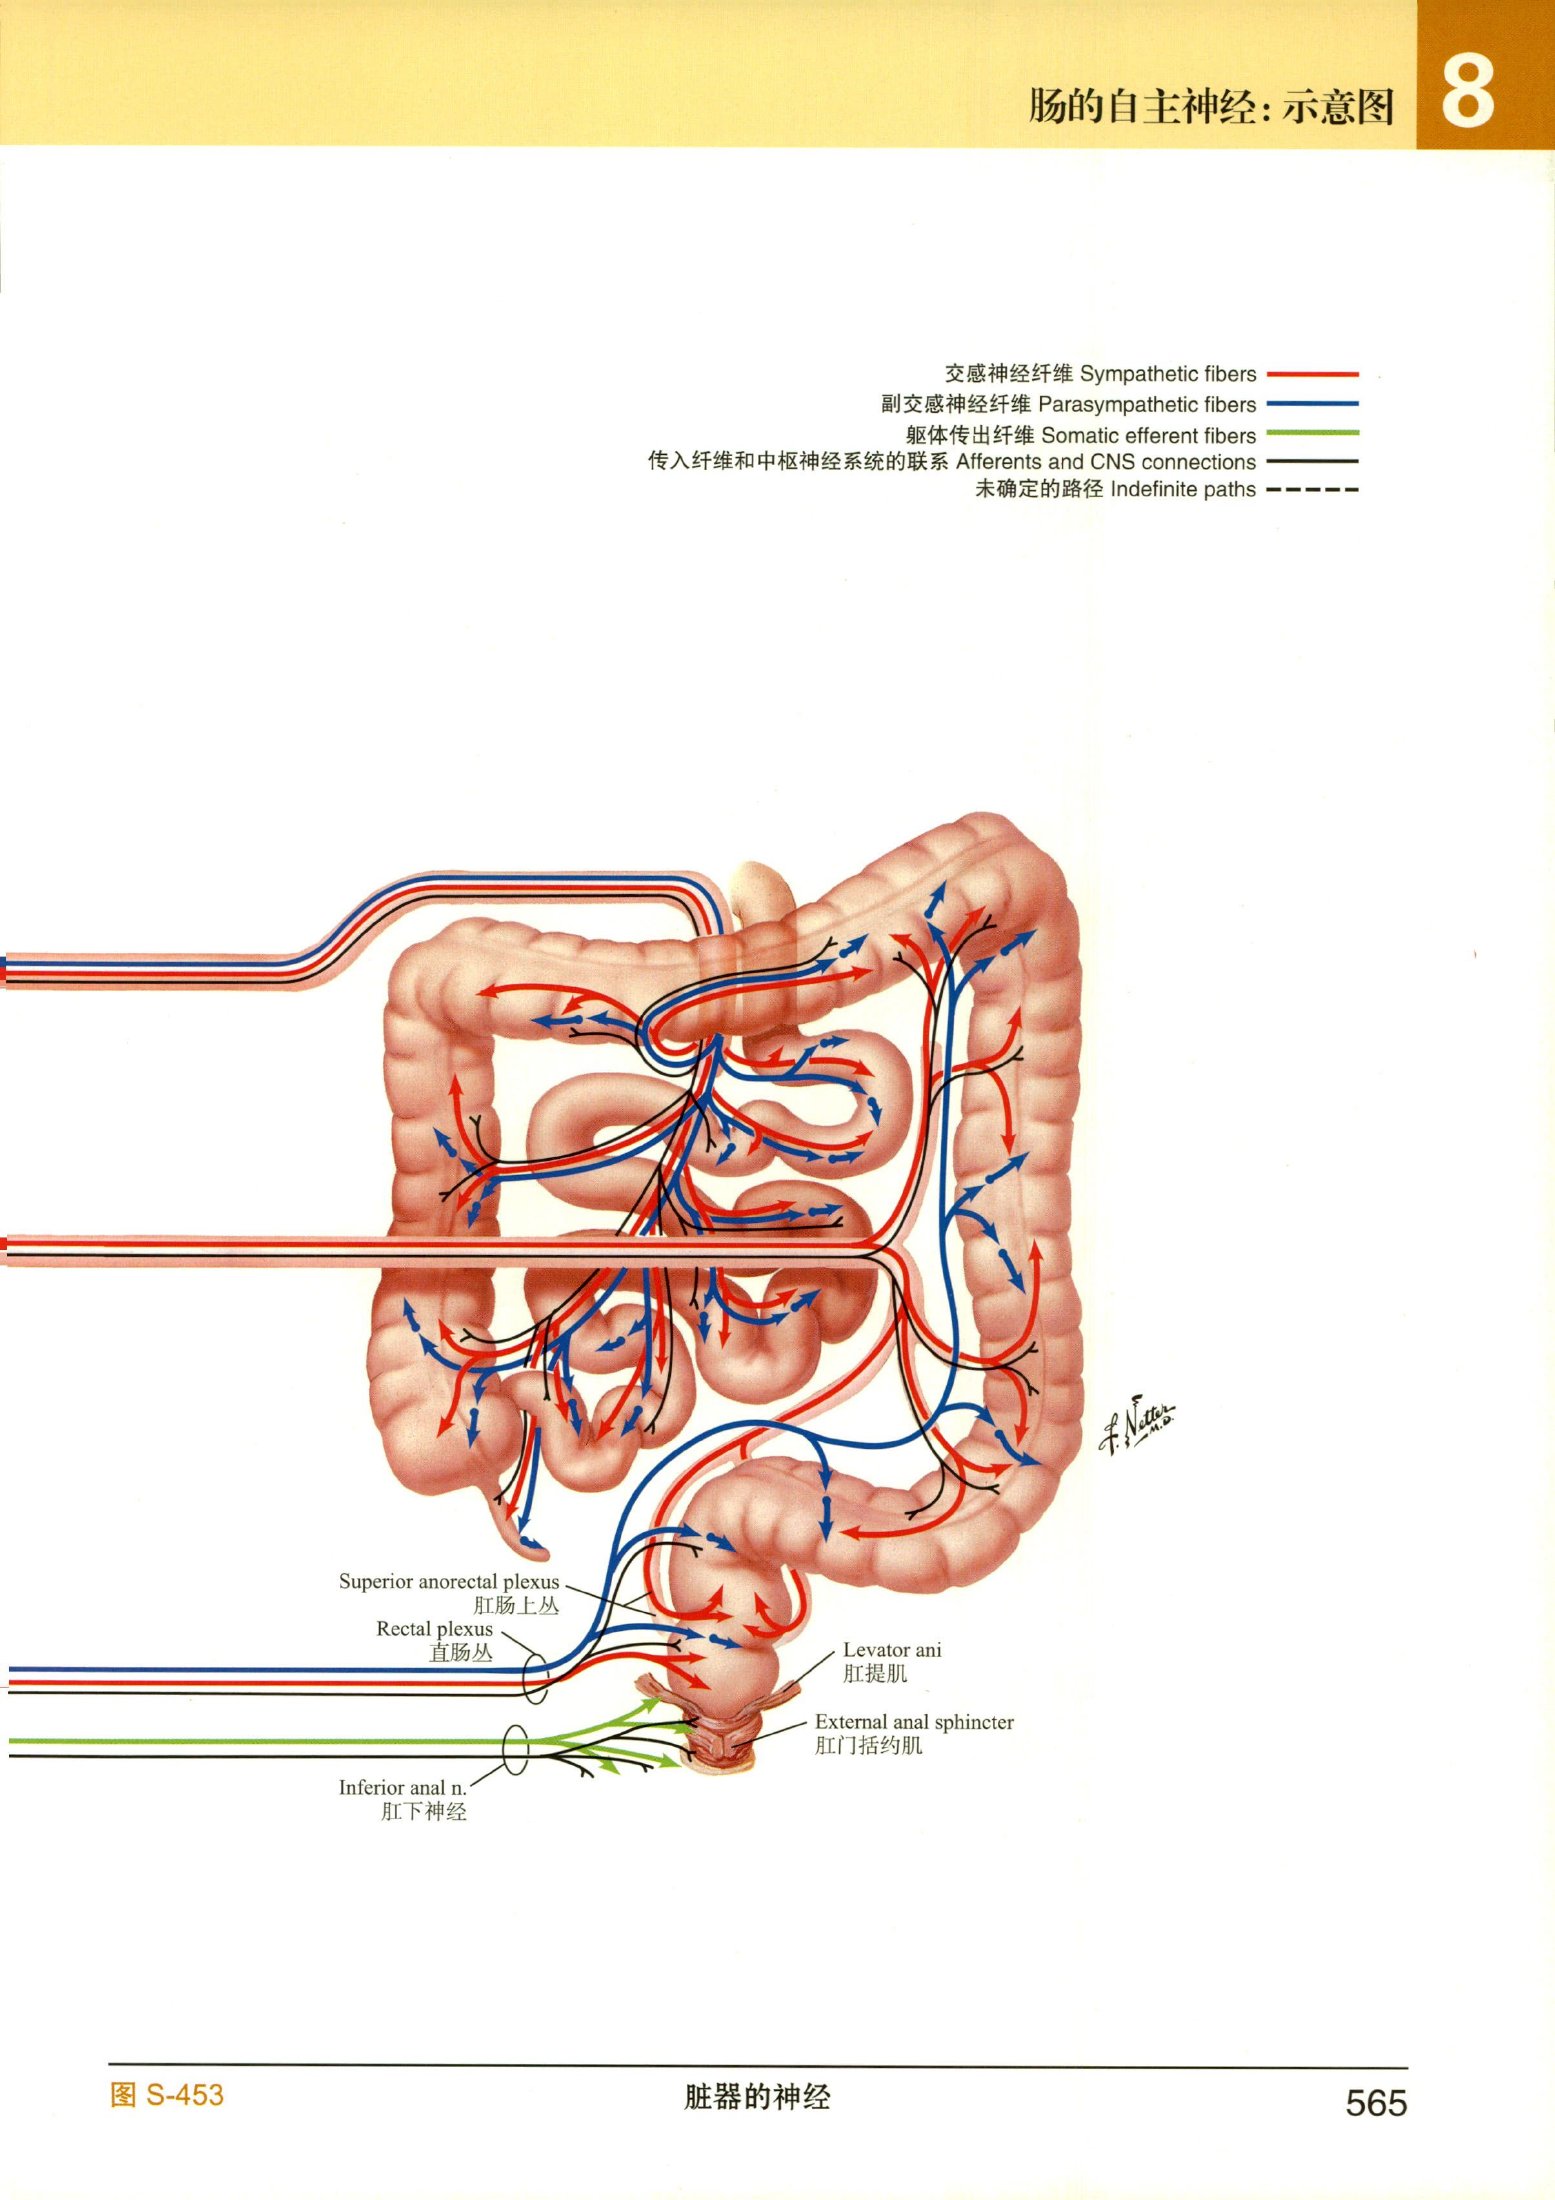 肠的自主神经：示意图
8
交感神经纤维 Sympathetic fibers
副交感神经纤维 Parasympathetic fibers
躯体传出纤维 Somatic efferent fibers
传入纤维和中枢神经系统的联系 Afferents and CNS connections
未确定的路径 Indefinite paths
F. Netter
M.D.
Superior anorectal plexus
肛肠上丛
Rectal plexus
直肠丛
Levator ani
肛提肌
External anal sphincter
肛门括约肌
Inferior anal n.
肛下神经
图 S-453
脏器的神经
565